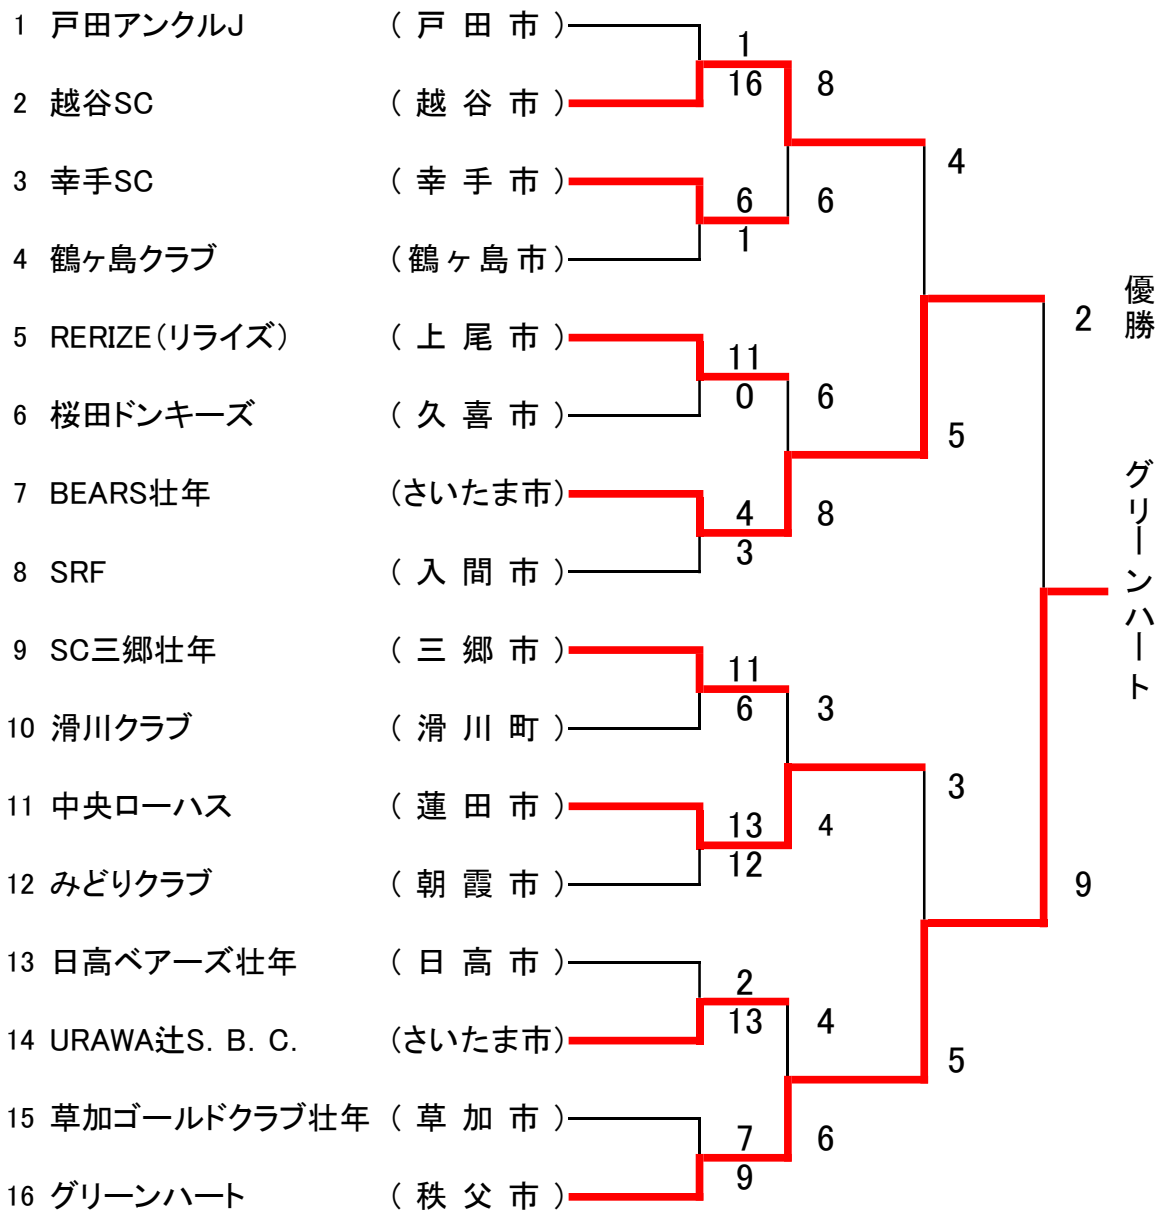 1 戸田アンクルJ ( 戸 田 市 )
1
16
8
2 越谷SC ( 越 谷 市 )
4
3 幸手SC ( 幸 手 市 )
6
1
6
4 鶴ヶ島クラブ (鶴 ヶ 島 市)
2
優勝
5 RERIZE(リライズ) ( 上 尾 市 )
11
0
6
6 桜田ドンキーズ ( 久 喜 市 )
5
7 BEARS壮年 (さいたま市)
4
3
8
グリーンハート
8 SRF ( 入 間 市 )
9 SC三郷壮年 ( 三 郷 市 )
11
6
3
10 滑川クラブ ( 滑 川 町 )
3
11 中央ローハス ( 蓮 田 市 )
13
12
4
12 みどりクラブ ( 朝 霞 市 )
9
13 日高ベアーズ壮年 ( 日 高 市 )
2
13
4
14 URAWA辻S. B. C. (さいたま市)
5
15 草加ゴールドクラブ壮年 ( 草 加 市 )
7
9
6
16 グリーンハート ( 秩 父 市 )